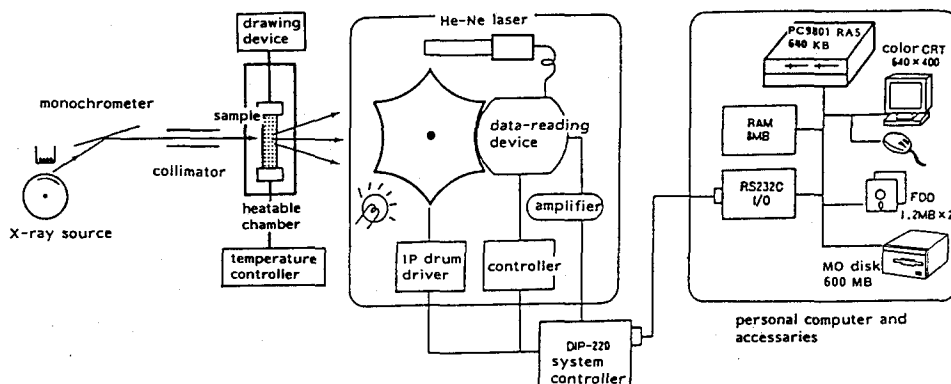 drawing
device
He-Ne laser
PC9801 RAS
640 KB
color CRT
640×400
monochrometer
sample
data-reading
device
RAM
8MB
collimator
RS232C
I/O
FDD
1.2MB×2
heatable
chamber
amplifier
X-ray source
temperature
controller
IP drum
driver
controller
MO disk
600 MB
DIP-220
system
controller
personal computer and
accessaries